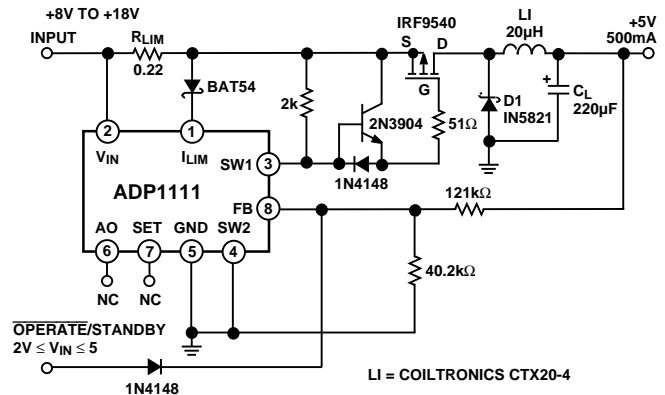 +8V TO +18V
INPUT
RLIM
0.22
BAT54
2k
2N3904
1N4148
IRF9540
S
D
G
51Ω
LI
20µH
+5V
500mA
D1
IN5821
+
CL
220µF
2
VIN
1
ILIM
ADP1111
SW1
3
FB
8
AO
6
SET
7
GND
5
SW2
4
NC
NC
121kΩ
40.2kΩ
OPERATE/STANDBY
2V ≤ VIN ≤ 5
1N4148
LI = COILTRONICS CTX20-4